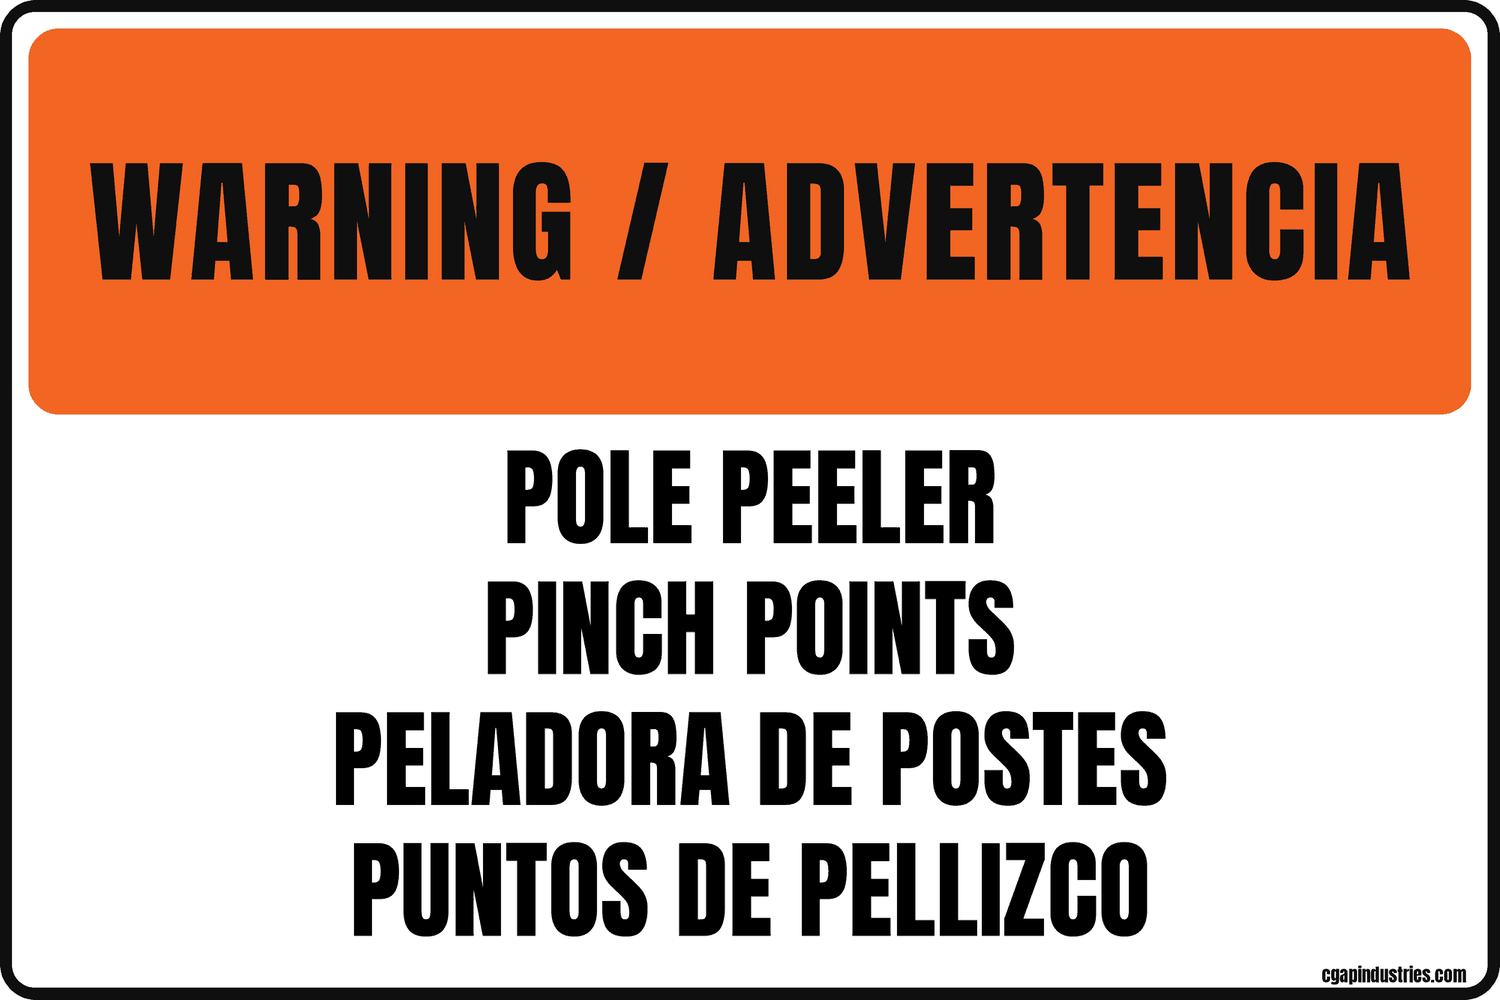 WARNING / ADVERTENCIA
POLE PEELER
PINCH POINTS
PELADORA DE POSTES
PUNTOS DE PELLIZCO
cgapindustries.com